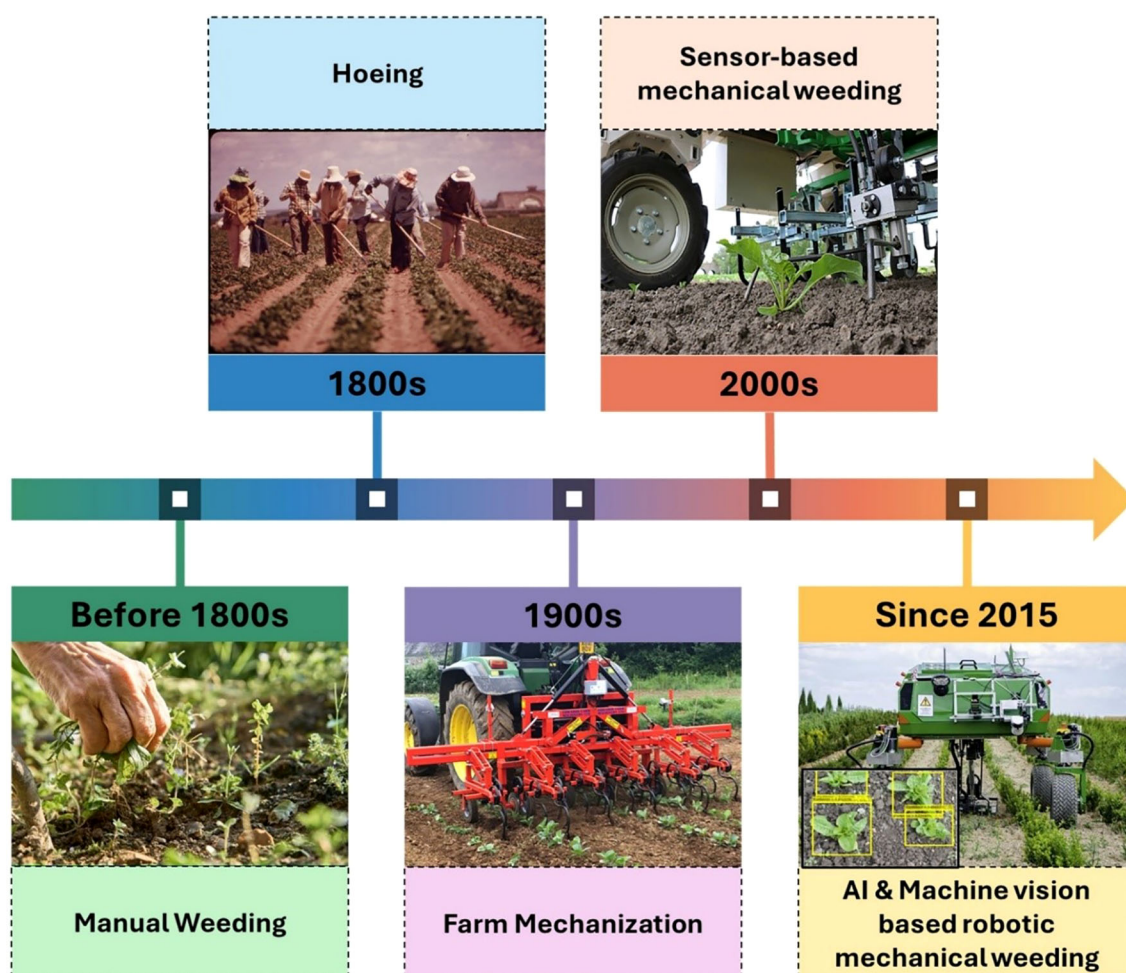 Hoeing
Sensor-based
mechanical weeding
1800s
2000s
Before 1800s
1900s
Since 2015
Manual Weeding
Farm Mechanization
AI & Machine vision
based robotic
mechanical weeding